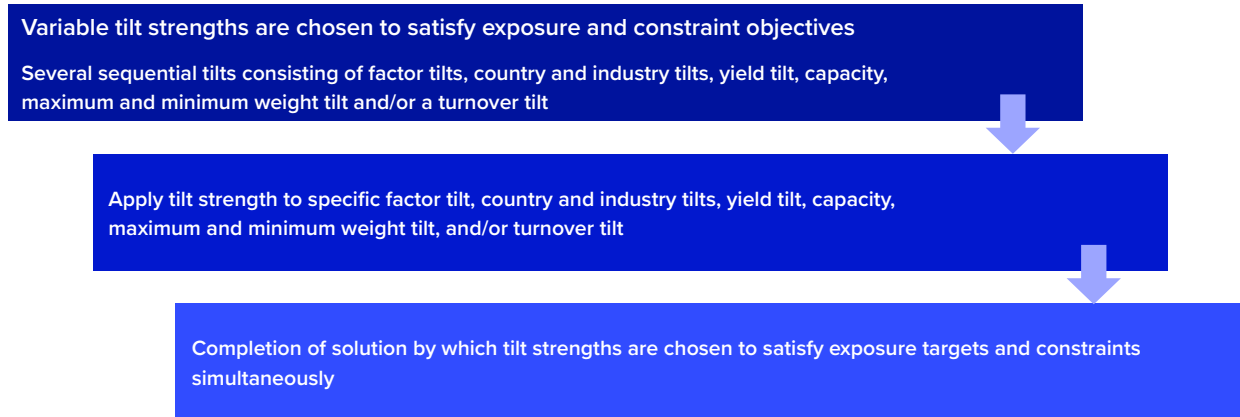 Variable tilt strengths are chosen to satisfy exposure and constraint objectives
Several sequential tilts consisting of factor tilts, country and industry tilts, yield tilt, capacity,
maximum and minimum weight tilt and/or a turnover tilt
Apply tilt strength to specific factor tilt, country and industry tilts, yield tilt, capacity,
maximum and minimum weight tilt, and/or turnover tilt
Completion of solution by which tilt strengths are chosen to satisfy exposure targets and constraints
simultaneously